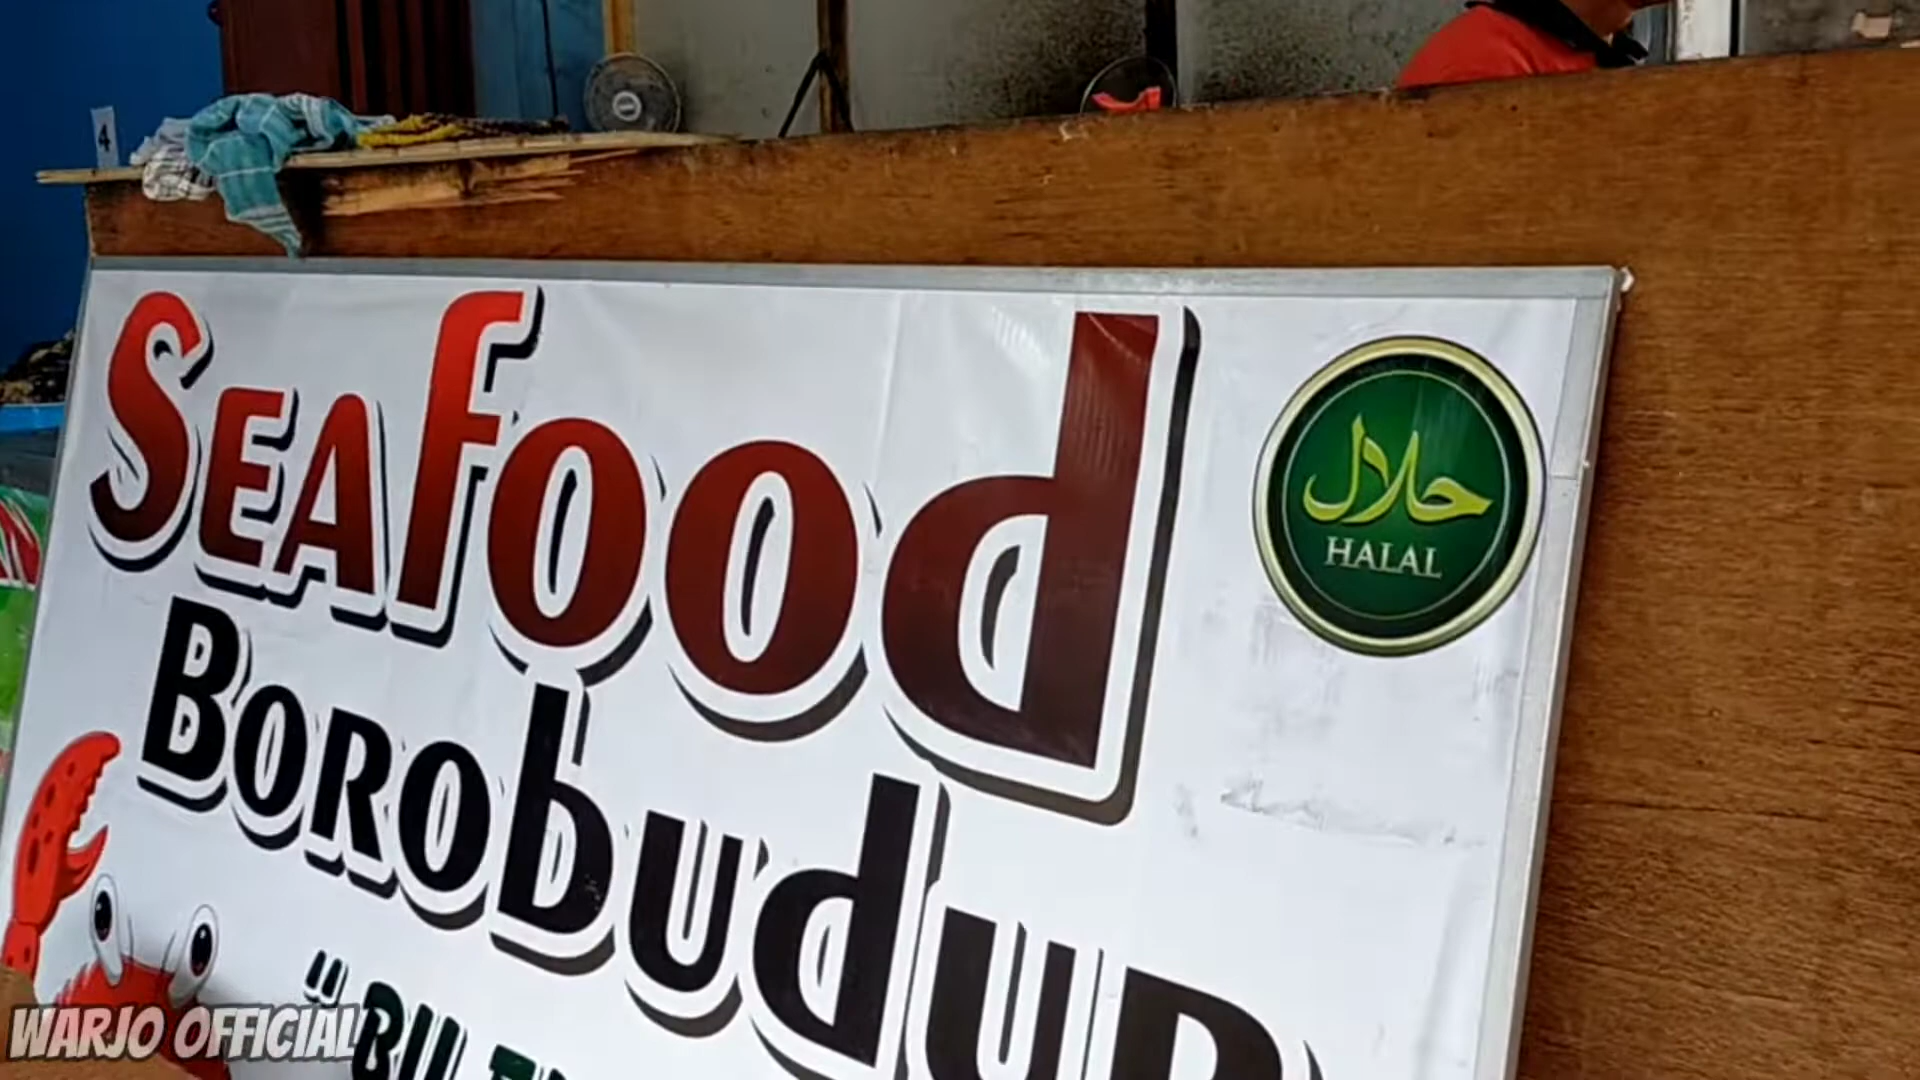 4
SEAfood
حلال
HALAL
Borobudur
WARJO OFFICIAL